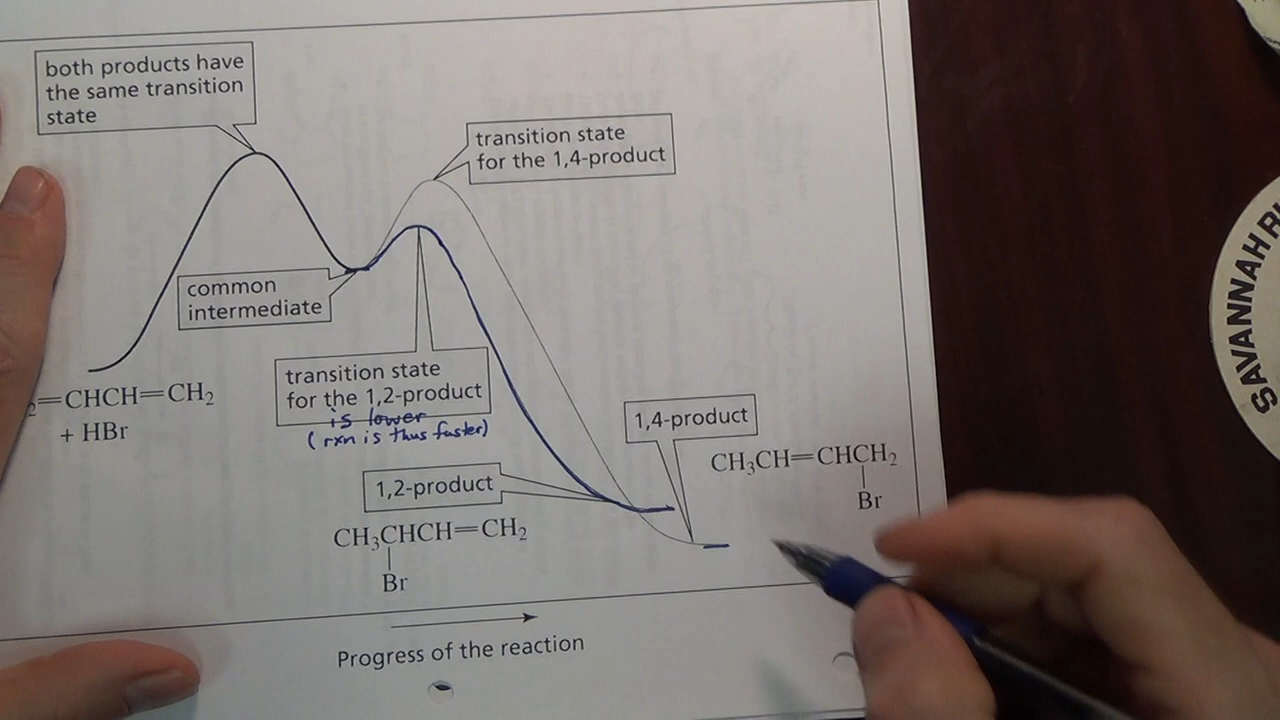 both products have
the same transition
state
transition state
for the 1,4-product
common
intermediate
transition state
for the 1,2-product
is lower
(rxn is thus faster)
₂=CHCH=CH₂
+ HBr
1,4-product
CH₃CH=CHCH₂
Br
1,2-product
CH₃CHCH=CH₂
Br
Progress of the reaction
SAVANNAH